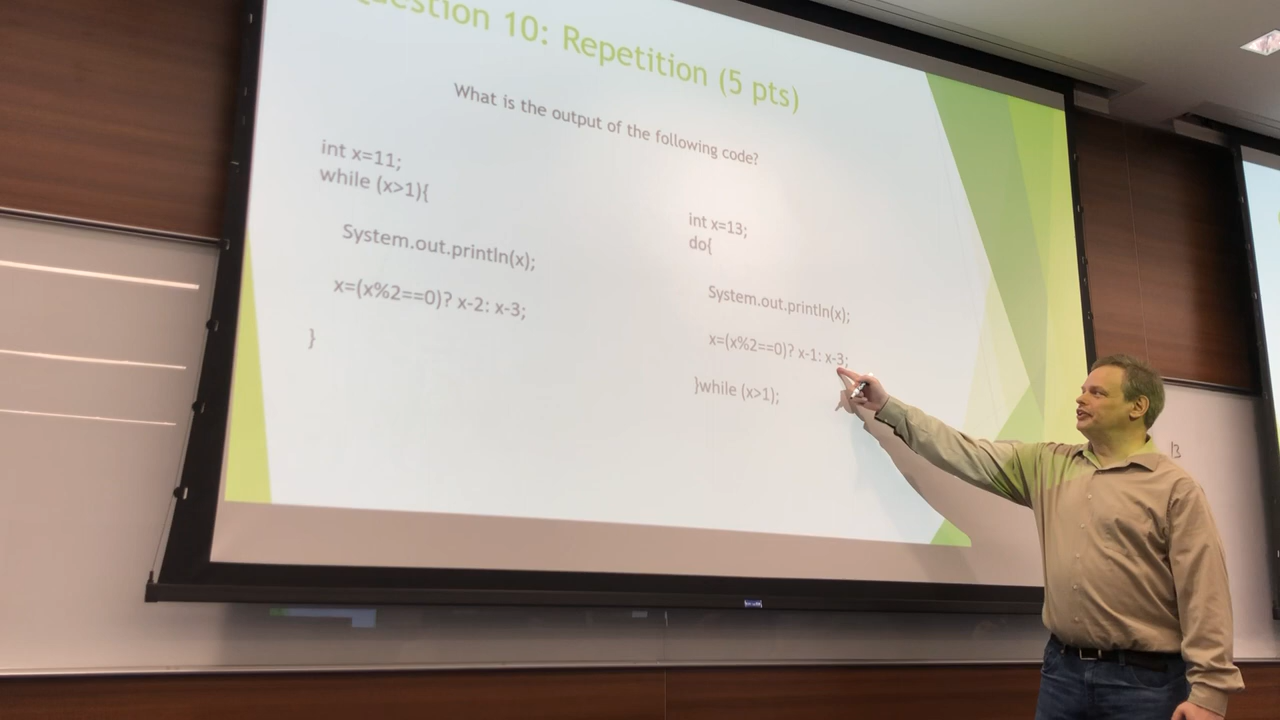 Question 10: Repetition (5 pts)
What is the output of the following code?
int x=11;
while (x>1){
System.out.println(x);
x=(x%2==0)? x-2: x-3;
}
int x=13;
do{
System.out.println(x);
x=(x%2==0)? x-1: x-3;
}while (x>1);
13